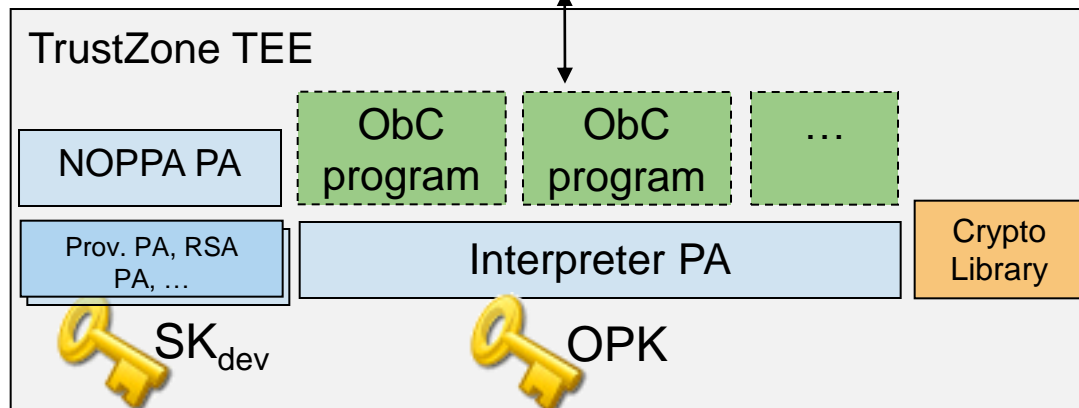 TrustZone TEE
NOPPA PA
ObC
program
ObC
program
…
Prov. PA, RSA
PA, …
Interpreter PA
Crypto
Library
SKdev
OPK